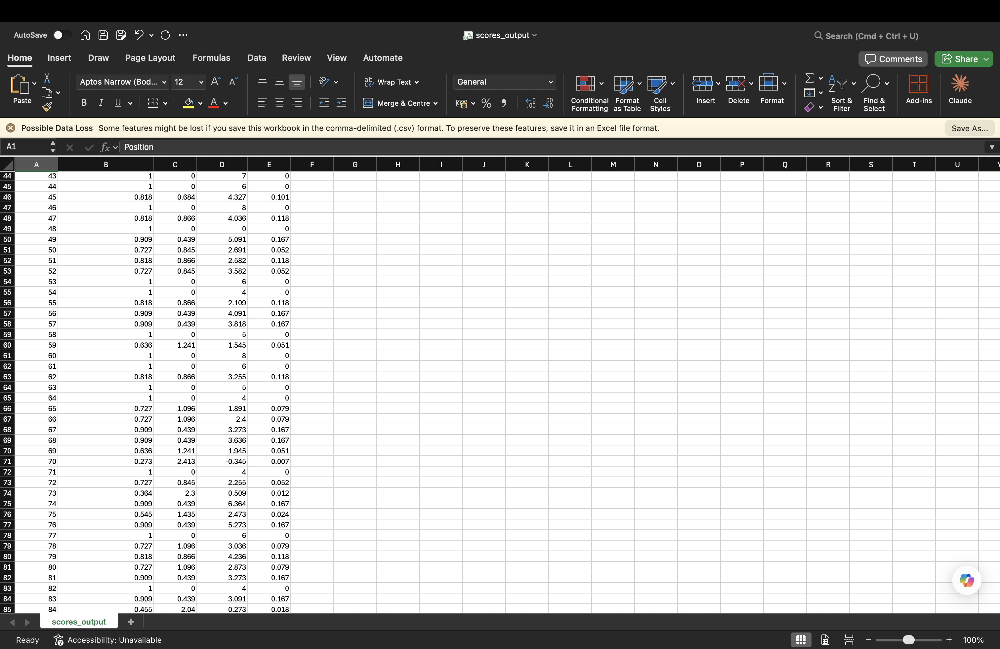 AutoSave scores_output Search (Cmd + Ctrl + U)
Home Insert Draw Page Layout Formulas Data Review View Automate Comments Share
Paste Aptos Narrow (Bod... 12 Wrap Text General Conditional Formatting Format as Table Cell Styles Insert Delete Format Sort & Filter Find & Select Add-ins Claude
B I U Merge & Centre
Possible Data Loss Some features might be lost if you save this workbook in the comma-delimited (.csv) format. To preserve these features, save it in an Excel file format. Save As...
A1 fx Position
A B C D E F G H I J K L M N O P Q R S T U
44 43 1 0 7 0
45 44 1 0 6 0
46 45 0.818 0.684 4.327 0.101
47 46 1 0 8 0
48 47 0.818 0.866 4.036 0.118
49 48 1 0 0 0
50 49 0.909 0.439 5.091 0.167
51 50 0.727 0.845 2.691 0.052
52 51 0.818 0.866 2.582 0.118
53 52 0.727 0.845 3.582 0.052
54 53 1 0 6 0
55 54 1 0 4 0
56 55 0.818 0.866 2.109 0.118
57 56 0.909 0.439 4.091 0.167
58 57 0.909 0.439 3.818 0.167
59 58 1 0 5 0
60 59 0.636 1.241 1.545 0.051
61 60 1 0 8 0
62 61 1 0 6 0
63 62 0.818 0.866 3.255 0.118
64 63 1 0 5 0
65 64 1 0 4 0
66 65 0.727 1.096 1.891 0.079
67 66 0.727 1.096 2.4 0.079
68 67 0.909 0.439 3.273 0.167
69 68 0.909 0.439 3.636 0.167
70 69 0.636 1.241 1.945 0.051
71 70 0.273 2.413 -0.345 0.007
72 71 1 0 4 0
73 72 0.727 0.845 2.255 0.052
74 73 0.364 2.3 0.509 0.012
75 74 0.909 0.439 6.364 0.167
76 75 0.545 1.435 2.473 0.024
77 76 0.909 0.439 5.273 0.167
78 77 1 0 6 0
79 78 0.727 1.096 3.036 0.079
80 79 0.818 0.866 4.236 0.118
81 80 0.727 1.096 2.873 0.079
82 81 0.909 0.439 3.273 0.167
83 82 1 0 4 0
84 83 0.909 0.439 3.091 0.167
85 84 0.455 2.04 0.273 0.018
scores_output
Ready Accessibility: Unavailable 100%